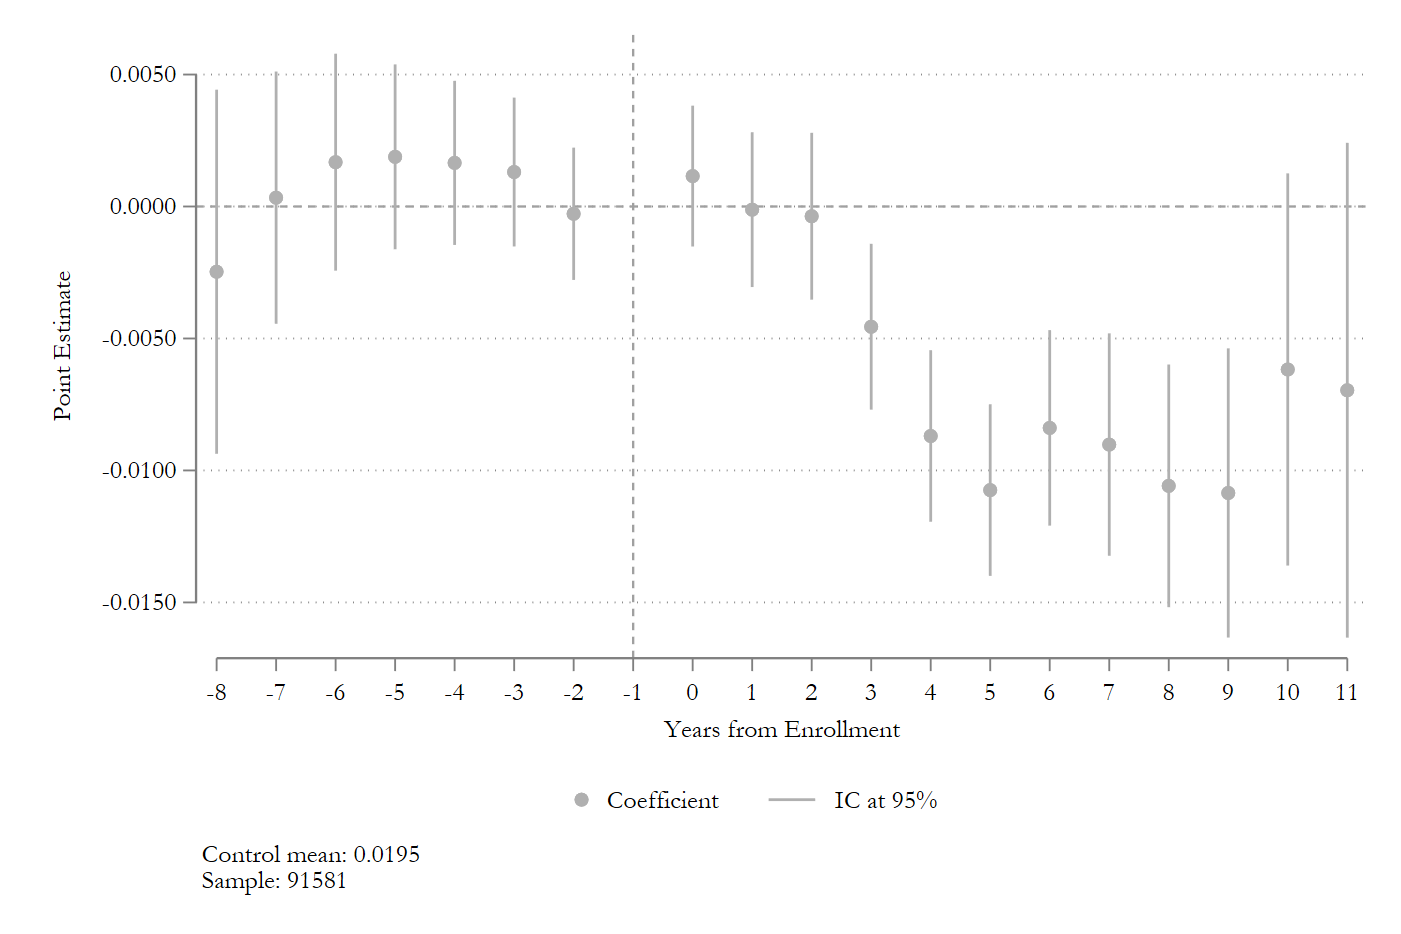 0.0050
0.0000
-0.0050
-0.0100
-0.0150
Point Estimate
-8 -7 -6 -5 -4 -3 -2 -1 0 1 2 3 4 5 6 7 8 9 10 11
Years from Enrollment
Coefficient IC at 95%
Control mean: 0.0195
Sample: 91581